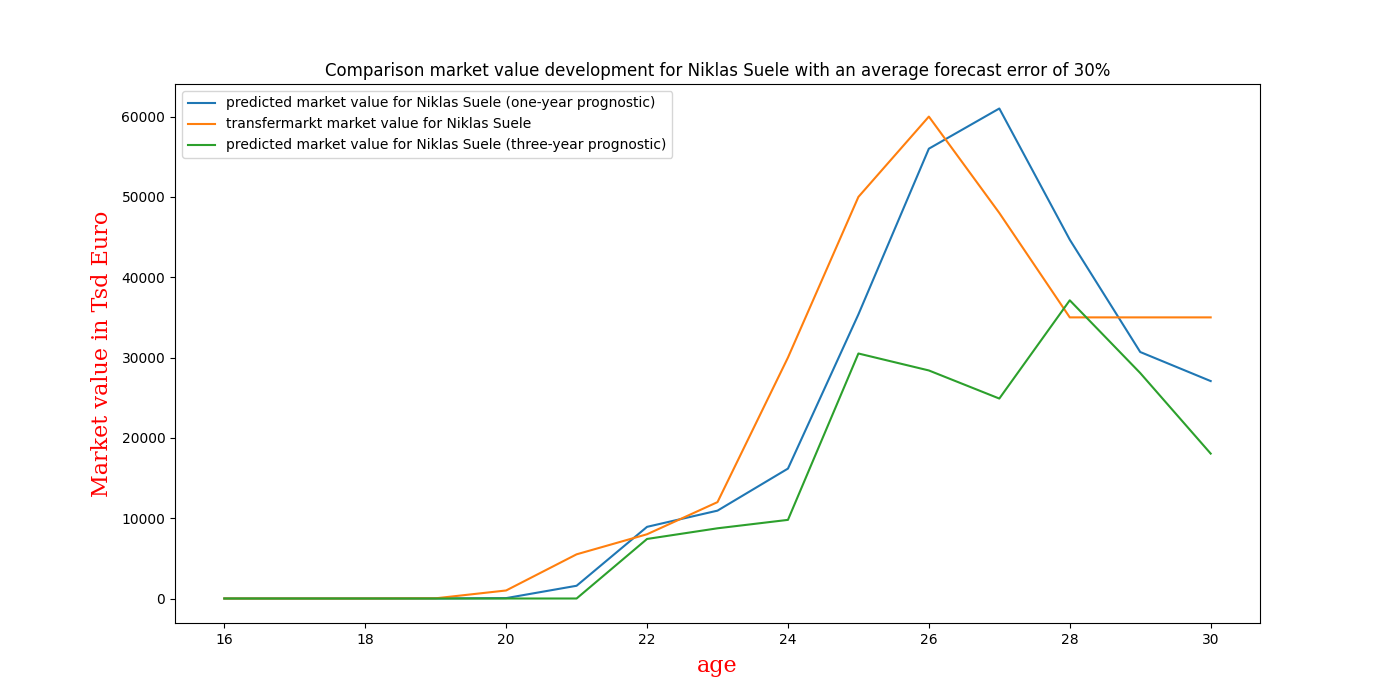 Comparison market value development for Niklas Suele with an average forecast error of 30%
predicted market value for Niklas Suele (one-year prognostic)
transfermarkt market value for Niklas Suele
predicted market value for Niklas Suele (three-year prognostic)
Market value in Tsd Euro
60000
50000
40000
30000
20000
10000
0
16 18 20 22 24 26 28 30
age